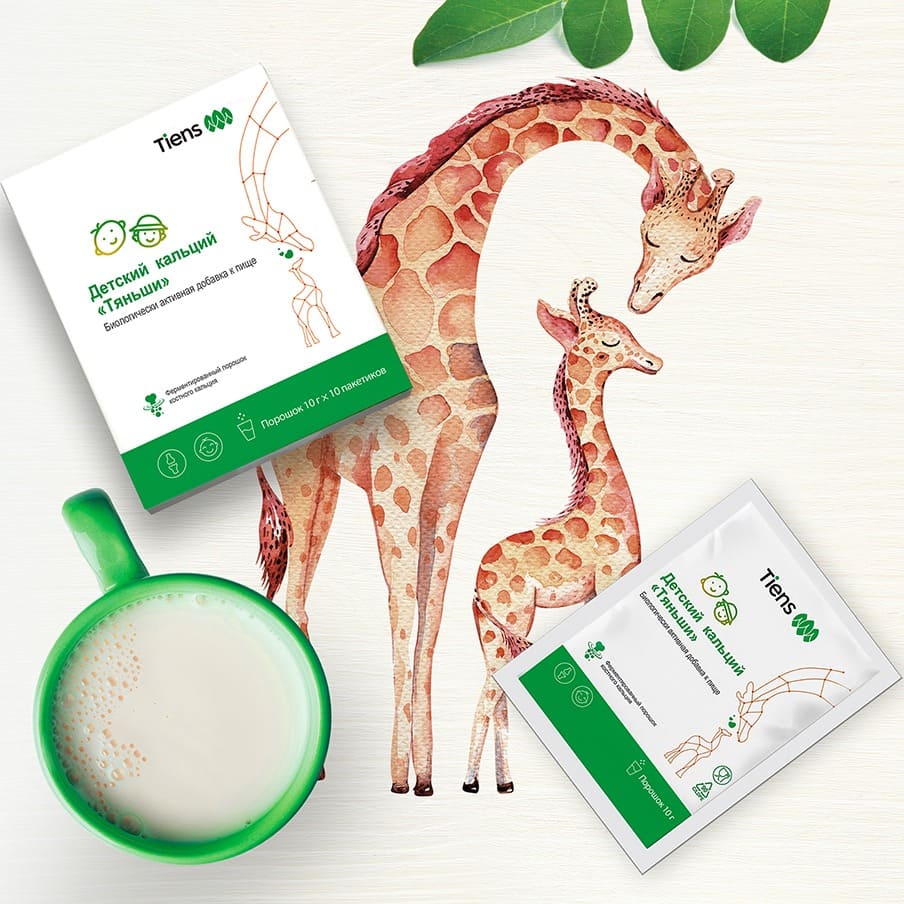 Tiens
Детский кальций
«Тяньши»
Биологически активная добавка к пище
Ферментированный порошок
костного кальция
Порошок 10 г х 10 пакетиков
Tiens
Детский кальций
«Тяньши»
Биологически активная добавка к пище
Ферментированный порошок
костного кальция
Порошок 10 г